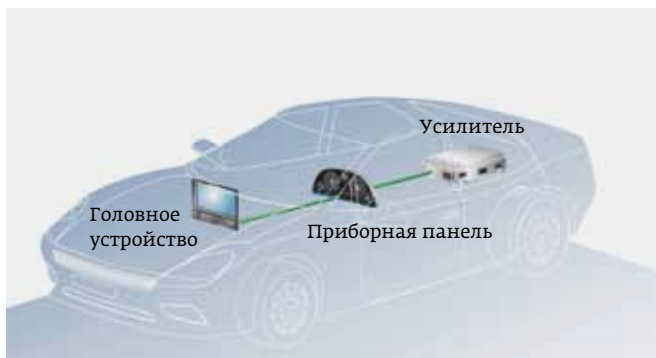 Усилитель
Головное
устройство
Приборная панель